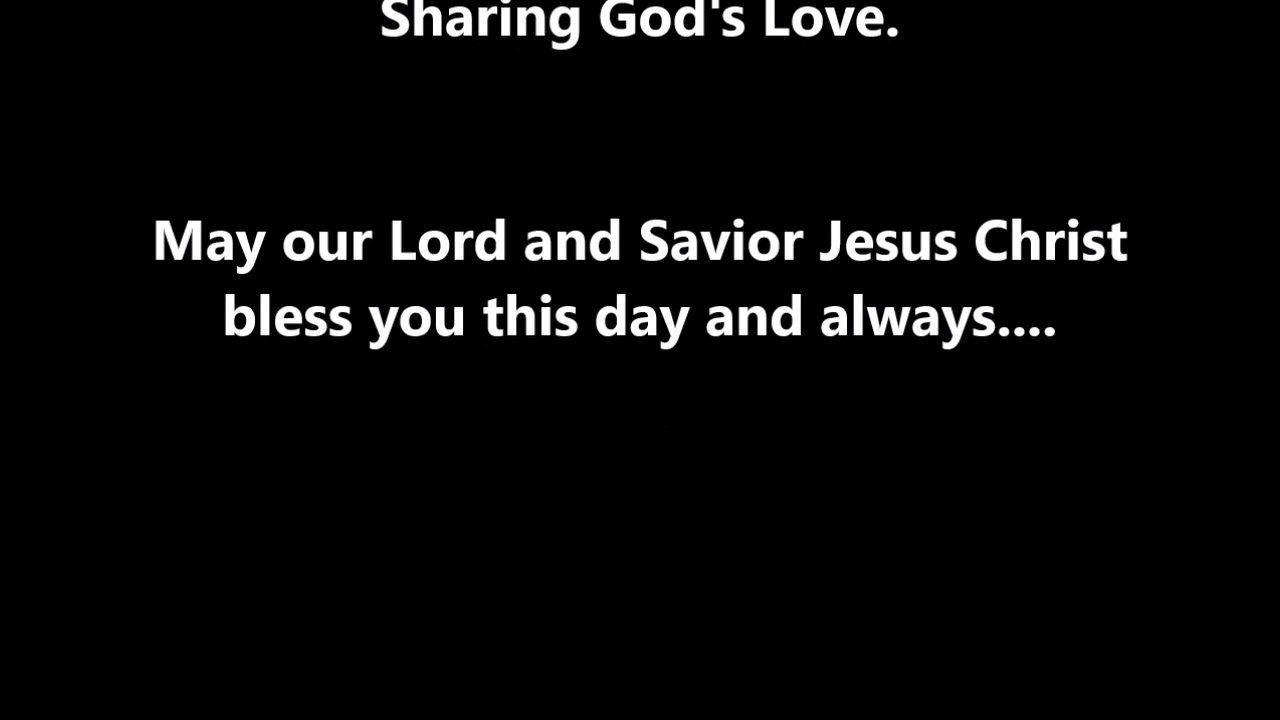 Sharing God's Love.
May our Lord and Savior Jesus Christ
bless you this day and always....